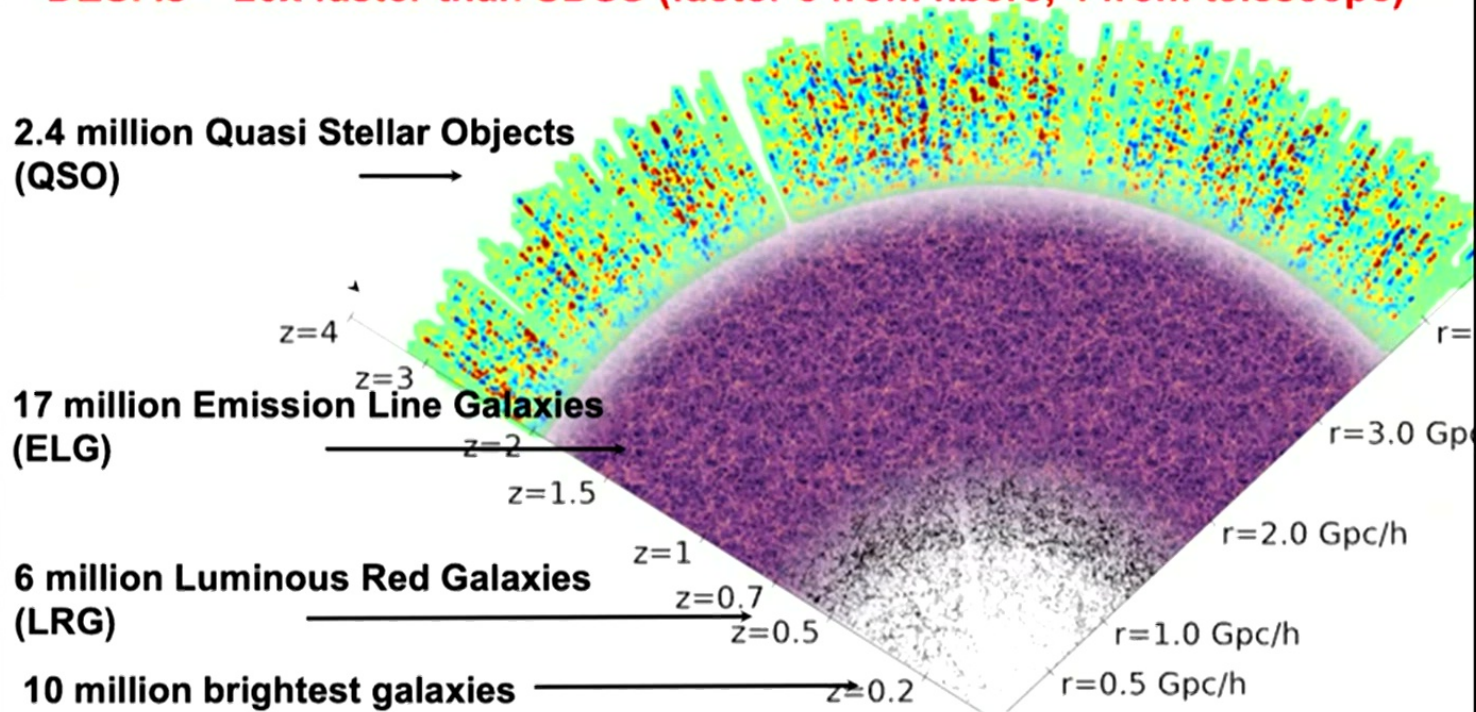 2.4 million Quasi Stellar Objects
(QSO)
z=4
z=3
17 million Emission Line Galaxies
(ELG)
z=2
z=1.5
z=1
6 million Luminous Red Galaxies
(LRG)
z=0.7
z=0.5
10 million brightest galaxies
z=0.2
r=
r=3.0 Gp
r=2.0 Gpc/h
r=1.0 Gpc/h
r=0.5 Gpc/h